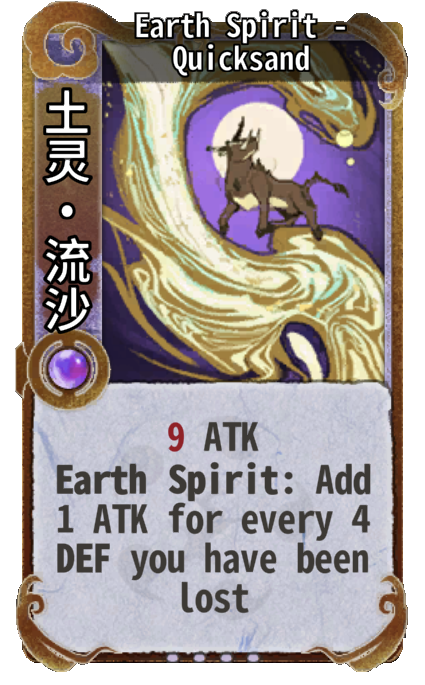 Earth Spirit -
Quicksand
土灵·流沙
9 ATK
Earth Spirit: Add
1 ATK for every 4
DEF you have been
lost